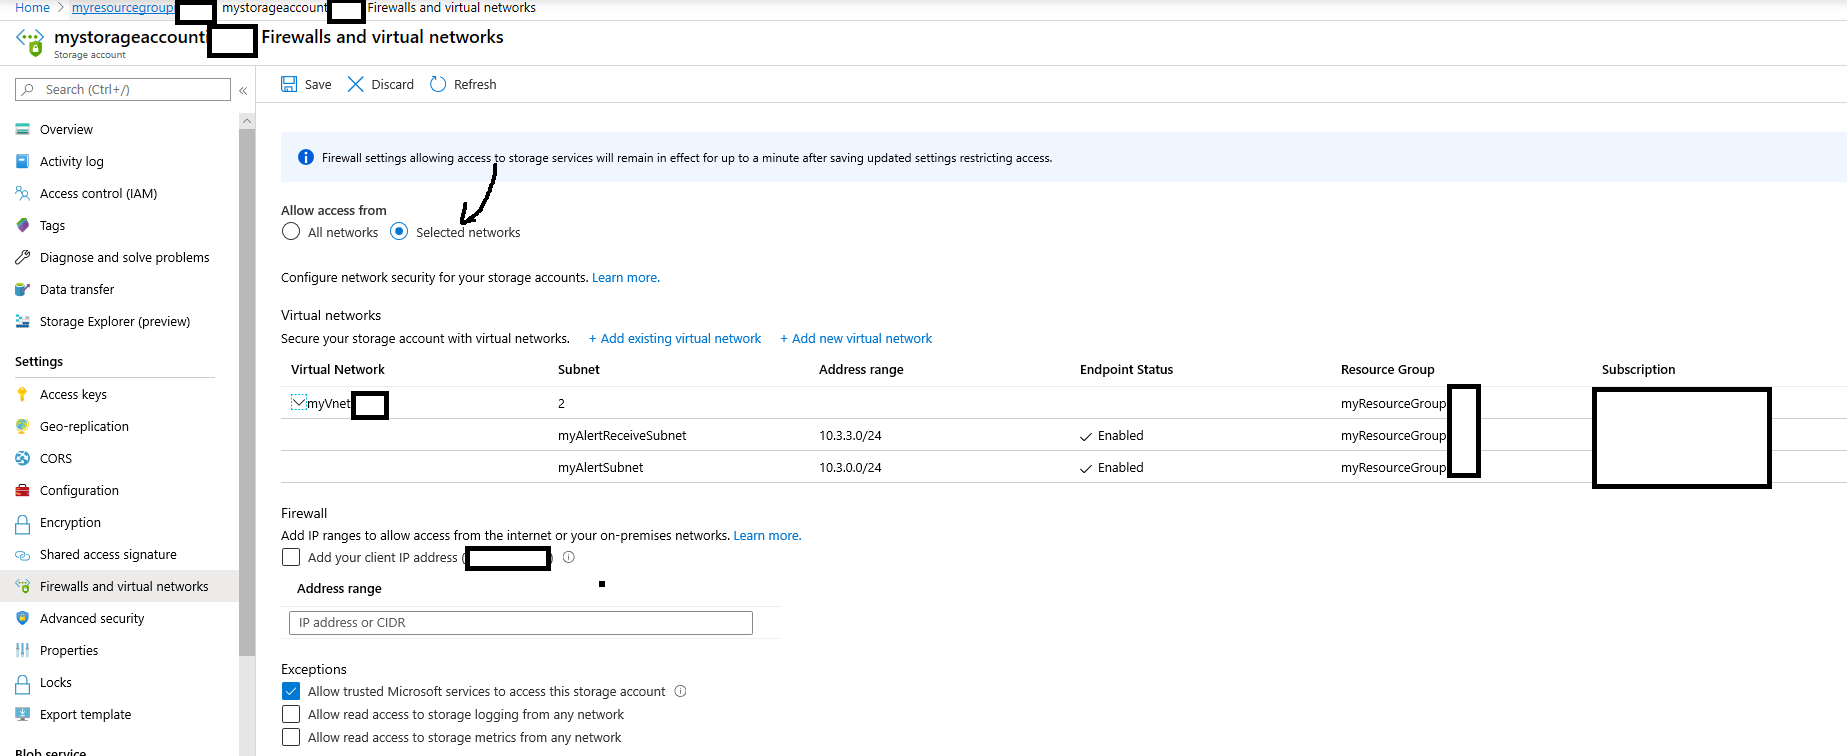 Home > myresourcegroup mystorageaccount Firewalls and virtual networks
mystorageaccount Firewalls and virtual networks
Storage account
Search (Ctrl+/) «
Save Discard Refresh
Overview
Activity log
Access control (IAM)
Tags
Diagnose and solve problems
Data transfer
Storage Explorer (preview)
Settings
Access keys
Geo-replication
CORS
Configuration
Encryption
Shared access signature
Firewalls and virtual networks
Advanced security
Properties
Locks
Export template
Blob service
Firewall settings allowing access to storage services will remain in effect for up to a minute after saving updated settings restricting access.
Allow access from
All networks Selected networks
Configure network security for your storage accounts. Learn more.
Virtual networks
Secure your storage account with virtual networks. + Add existing virtual network + Add new virtual network
Virtual Network Subnet Address range Endpoint Status Resource Group Subscription
myVnet 2 myResourceGroup
myAlertReceiveSubnet 10.3.3.0/24 Enabled myResourceGroup
myAlertSubnet 10.3.0.0/24 Enabled myResourceGroup
Firewall
Add IP ranges to allow access from the internet or your on-premises networks. Learn more.
Add your client IP address (
Address range
IP address or CIDR
Exceptions
Allow trusted Microsoft services to access this storage account
Allow read access to storage logging from any network
Allow read access to storage metrics from any network